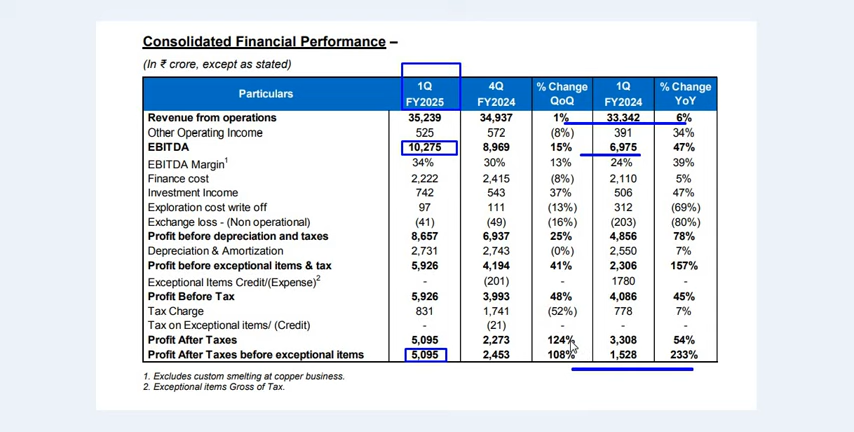 Consolidated Financial Performance –
(In ₹ crore, except as stated)
Particulars 1Q FY2025 4Q FY2024 % Change QoQ 1Q FY2024 % Change YoY
Revenue from operations 35,239 34,937 1% 33,342 6%
Other Operating Income 525 572 (8%) 391 34%
EBITDA 10,275 8,969 15% 6,975 47%
EBITDA Margin1 34% 30% 13% 24% 39%
Finance cost 2,222 2,415 (8%) 2,110 5%
Investment Income 742 543 37% 506 47%
Exploration cost write off 97 111 (13%) 312 (69%)
Exchange loss - (Non operational) (41) (49) (16%) (203) (80%)
Profit before depreciation and taxes 8,657 6,937 25% 4,856 78%
Depreciation & Amortization 2,731 2,743 (0%) 2,550 7%
Profit before exceptional items & tax 5,926 4,194 41% 2,306 157%
Exceptional Items Credit/(Expense)2 - (201) - 1780 -
Profit Before Tax 5,926 3,993 48% 4,086 45%
Tax Charge 831 1,741 (52%) 778 7%
Tax on Exceptional items/ (Credit) - (21) - - -
Profit After Taxes 5,095 2,273 124% 3,308 54%
Profit After Taxes before exceptional items 5,095 2,453 108% 1,528 233%
1. Excludes custom smelting at copper business.
2. Exceptional items Gross of Tax.